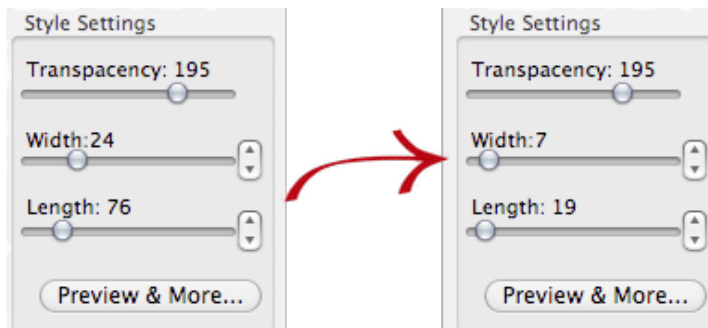 Style Settings
Transpacency: 195
Width:24
Length: 76
Preview & More...
Style Settings
Transpacency: 195
Width:7
Length: 19
Preview & More...